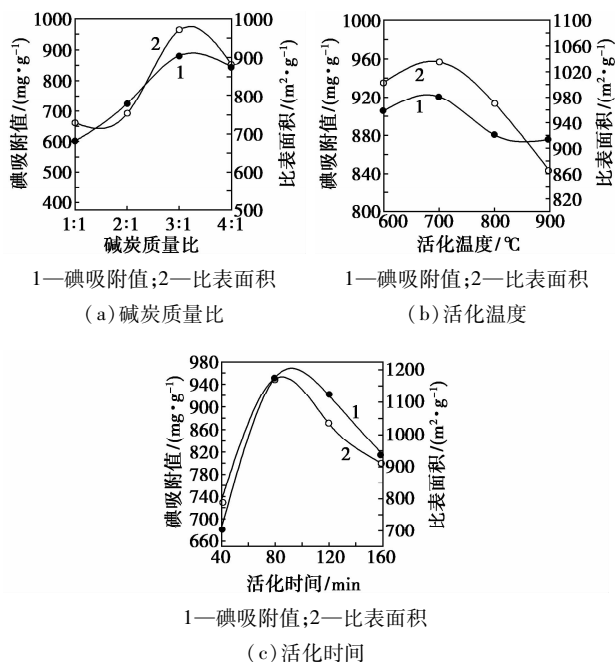 1000
900
800
700
600
500
400
碘吸附值/(mg·g⁻¹)
1000
900
800
700
600
500
比表面积/(m²·g⁻¹)
2
1
1:1 2:1 3:1 4:1
碱炭质量比
1—碘吸附值;2—比表面积
(a)碱炭质量比
1000
960
920
880
840
800
碘吸附值/(mg·g⁻¹)
1100
1060
1020
980
940
900
860
820
比表面积/(m²·g⁻¹)
2
1
600 700 800 900
活化温度/℃
1—碘吸附值;2—比表面积
(b)活化温度
980
940
900
860
820
780
740
700
660
碘吸附值/(mg·g⁻¹)
1200
1100
1000
900
800
700
比表面积/(m²·g⁻¹)
1
2
40 80 120 160
活化时间/min
1—碘吸附值;2—比表面积
(c)活化时间